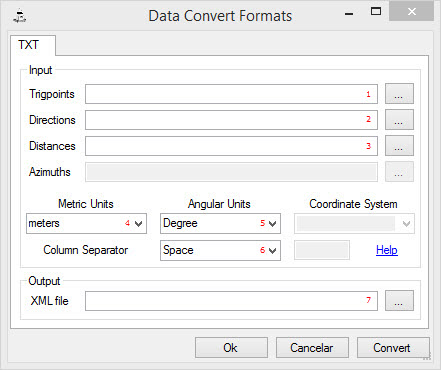 Data Convert Formats
TXT
Input
Trigpoints 1 ...
Directions 2 ...
Distances 3 ...
Azimuths ...
Metric Units Angular Units Coordinate System
meters 4 Degree 5
Column Separator Space 6 Help
Output
XML file 7 ...
Ok Cancelar Convert